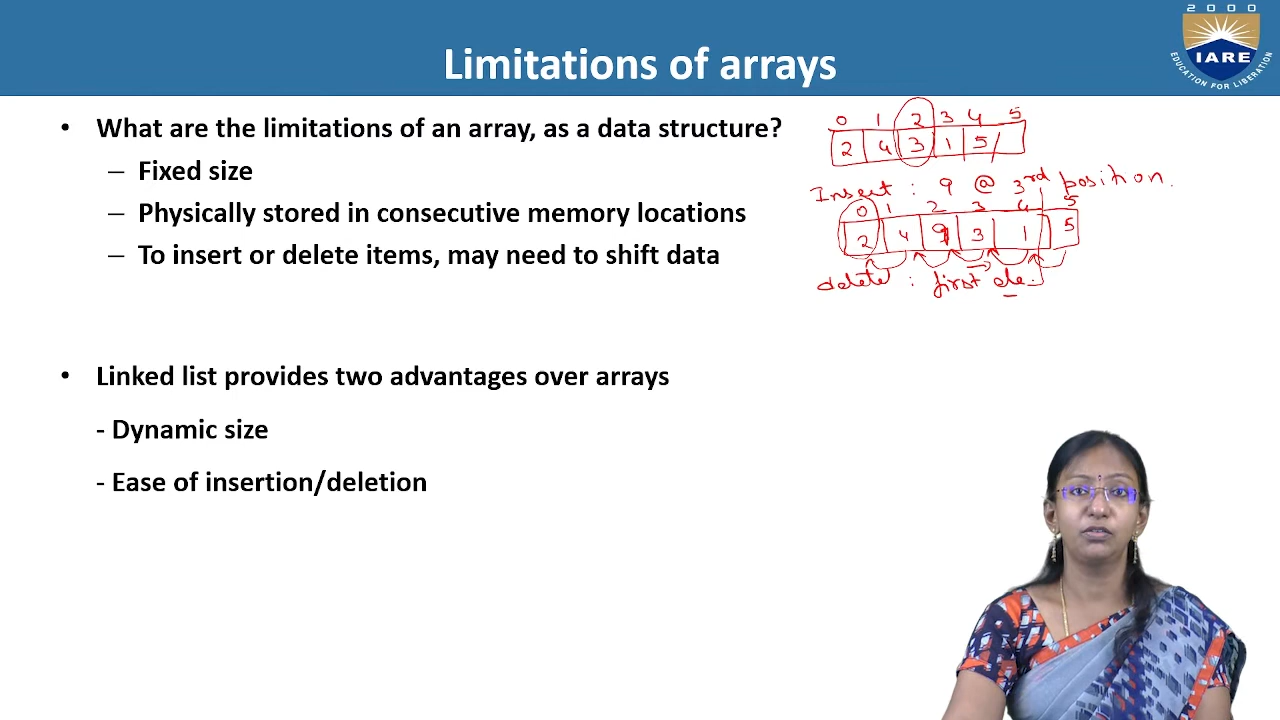 2000
IARE
EDUCATION FOR LIBERATION
Limitations of arrays
• What are the limitations of an array, as a data structure?
– Fixed size
– Physically stored in consecutive memory locations
– To insert or delete items, may need to shift data
0 1 2 3 4 5
2 4 3 1 5
Insert : 9 @ 3rd position.
0 1 2 3 4 5
2 4 9 3 1 5
delete : first ele.
• Linked list provides two advantages over arrays
- Dynamic size
- Ease of insertion/deletion